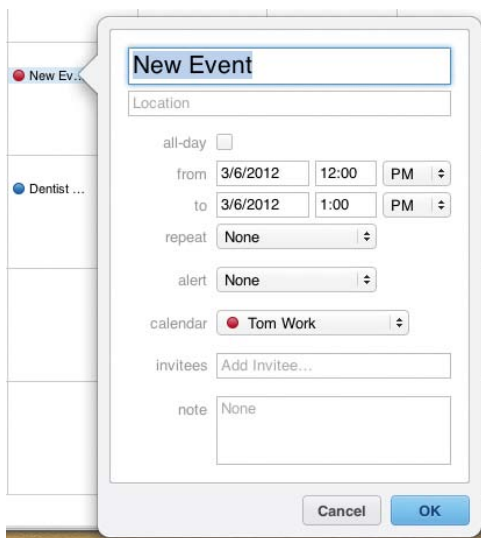 New Ev...
Dentist ...
New Event
Location
all-day
from 3/6/2012 12:00 PM
to 3/6/2012 1:00 PM
repeat None
alert None
calendar Tom Work
invitees Add Invitee...
note None
Cancel OK